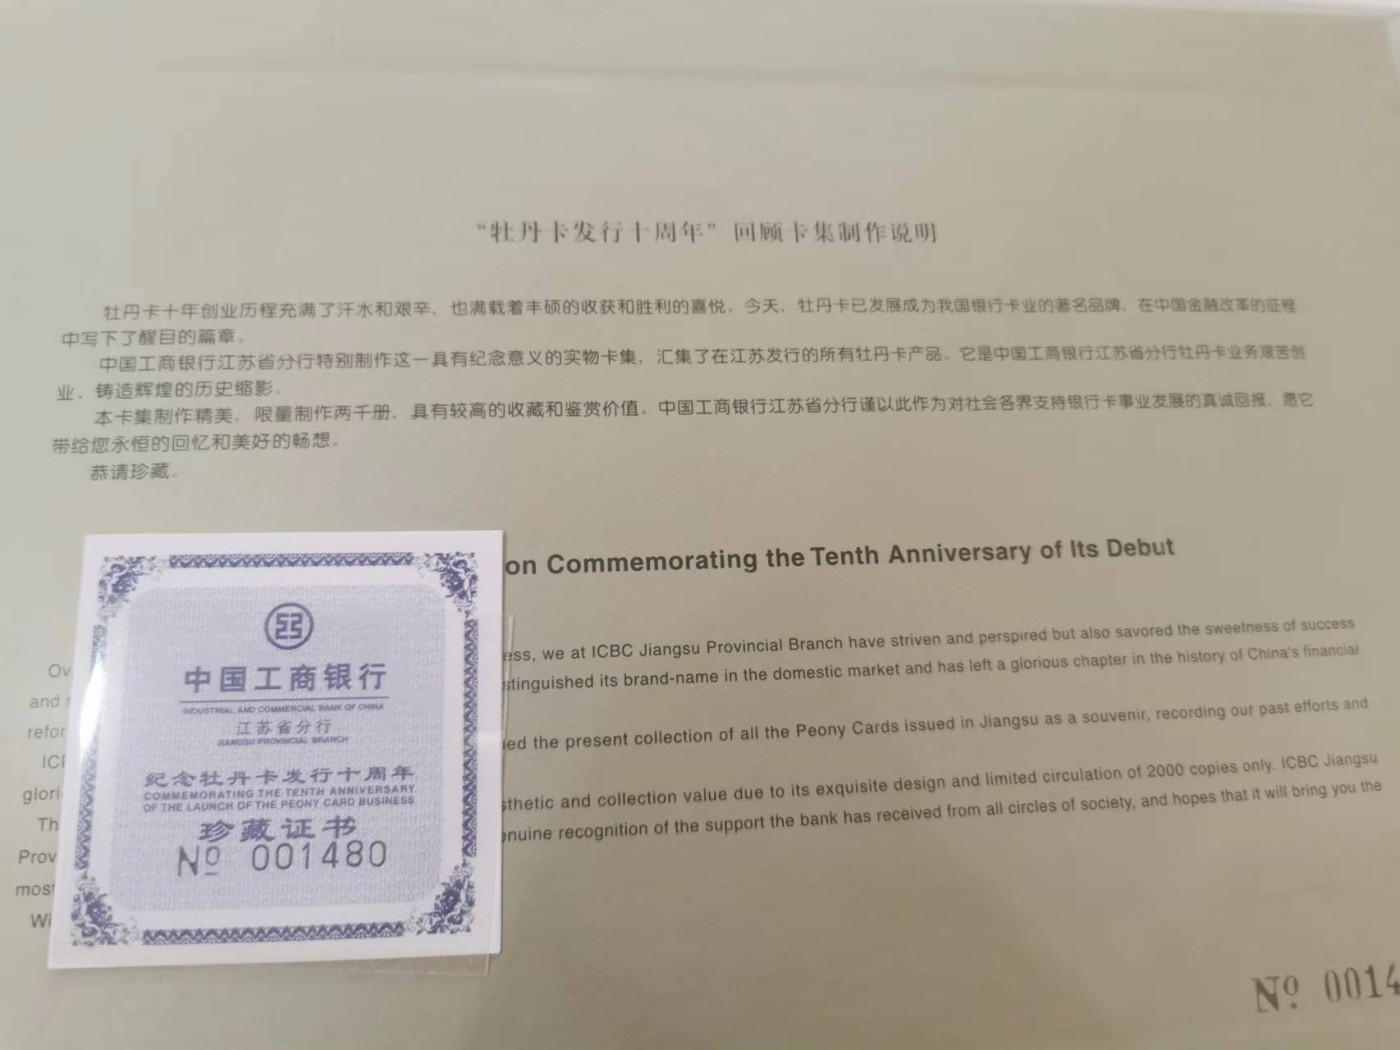 “牡丹卡发行十周年”回顾卡集制作说明
牡丹卡十年创业历程充满了汗水和艰辛，也满载着丰硕的收获和胜利的喜悦。今天，牡丹卡已发展成为我国银行卡业的著名品牌，在中国金融改革的征程
中写下了醒目的篇章。
中国工商银行江苏省分行特别制作这一具有纪念意义的实物卡集，汇集了在江苏发行的所有牡丹卡产品。它是中国工商银行江苏省分行牡丹卡业务艰苦创
业、铸造辉煌的历史缩影。
本卡集制作精美、限量制作两千册，具有较高的收藏和鉴赏价值。中国工商银行江苏省分行谨以此作为对社会各界支持银行卡事业发展的真诚回报，愿它
带给您永恒的回忆和美好的畅想。
恭请珍藏。
on Commemorating the Tenth Anniversary of Its Debut
Ov
ess, we at ICBC Jiangsu Provincial Branch have striven and perspired but also savored the sweetness of success
and
stinguished its brand-name in the domestic market and has left a glorious chapter in the history of China's financial
refor
ICI
ed the present collection of all the Peony Cards issued in Jiangsu as a souvenir, recording our past efforts and
glori
Th
sthetic and collection value due to its exquisite design and limited circulation of 2000 copies only. ICBC Jiangsu
Prov
enuine recognition of the support the bank has received from all circles of society, and hopes that it will bring you the
most
Wi
中国工商银行
INDUSTRIAL AND COMMERCIAL BANK OF CHINA
江苏省分行
JIANGSU PROVINCIAL BRANCH
纪念牡丹卡发行十周年
COMMEMORATING THE TENTH ANNIVERSARY
OF THE LAUNCH OF THE PEONY CARD BUSINESS
珍藏证书
Nº 001480
Nº 0014